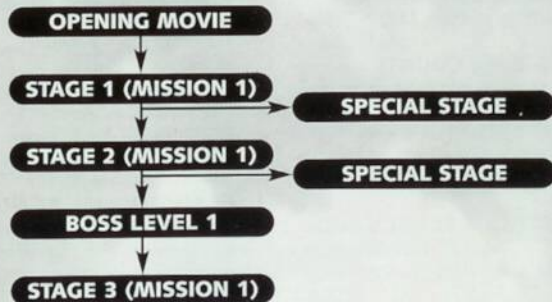 OPENING MOVIE
STAGE 1 (MISSION 1)
SPECIAL STAGE
STAGE 2 (MISSION 1)
SPECIAL STAGE
BOSS LEVEL 1
STAGE 3 (MISSION 1)